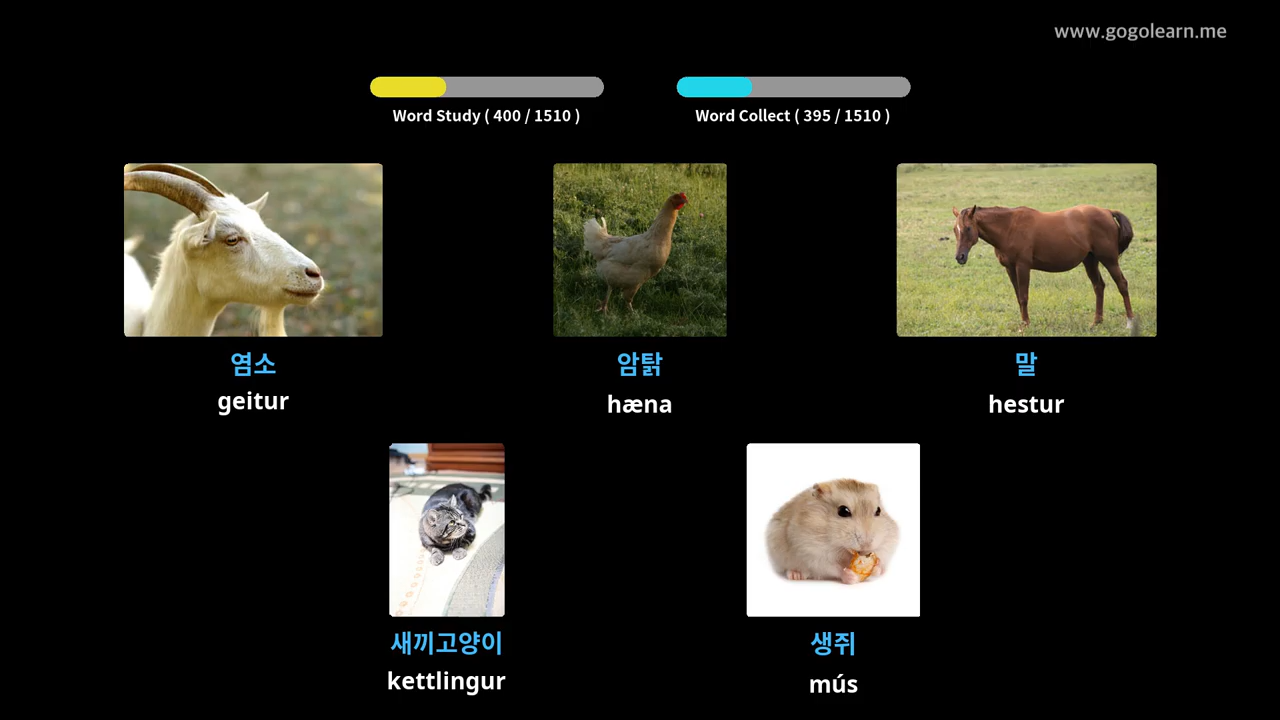 www.gogolearn.me
Word Study ( 400 / 1510 )
Word Collect ( 395 / 1510 )
염소
geitur
암탉
hæna
말
hestur
새끼고양이
kettlingur
생쥐
mús